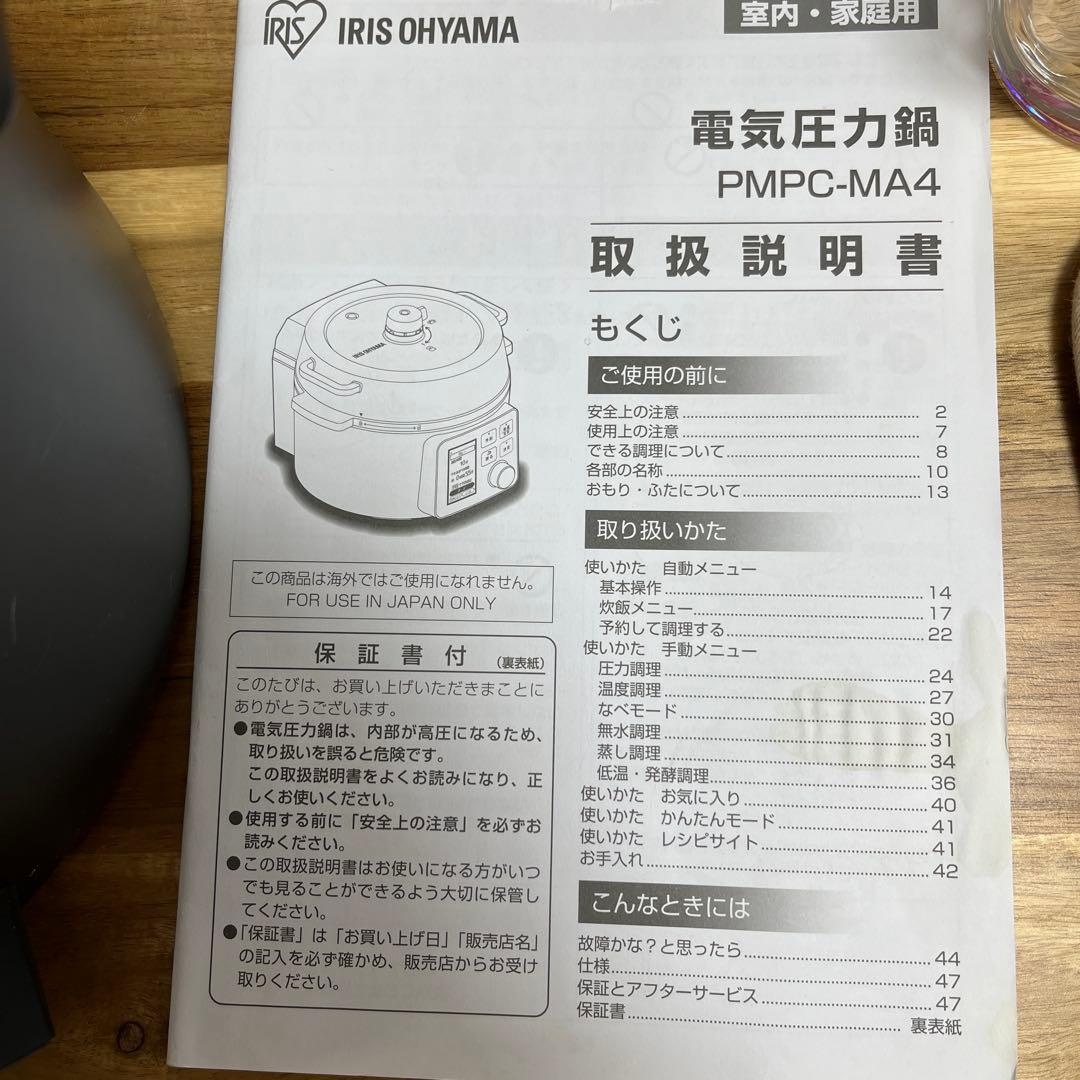 IRIS IRIS OHYAMA
室内・家庭用
電気圧力鍋
PMPC-MA4
取扱説明書
IRIS OHYAMA
この商品は海外ではご使用になれません。
FOR USE IN JAPAN ONLY
保証書付 (裏表紙)
このたびは、お買い上げいただきまことに
ありがとうございます。
●電気圧力鍋は、内部が高圧になるため、
取り扱いを誤ると危険です。
この取扱説明書をよくお読みになり、正
しくお使いください。
●使用する前に「安全上の注意」を必ずお
読みください。
●この取扱説明書はお使いになる方がいつ
でも見ることができるよう大切に保管し
てください。
●「保証書」は「お買い上げ日」「販売店名」
の記入を必ず確かめ、販売店からお受け
取りください。
もくじ
ご使用の前に
安全上の注意 2
使用上の注意 7
できる調理について 8
各部の名称 10
おもり・ふたについて 13
取り扱いかた
使いかた 自動メニュー
基本操作 14
炊飯メニュー 17
予約して調理する 22
使いかた 手動メニュー
圧力調理 24
温度調理 27
なべモード 30
無水調理 31
蒸し調理 34
低温・発酵調理 36
使いかた お気に入り 40
使いかた かんたんモード 41
使いかた レシピサイト 41
お手入れ 42
こんなときには
故障かな?と思ったら 44
仕様 47
保証とアフターサービス 47
保証書 裏表紙